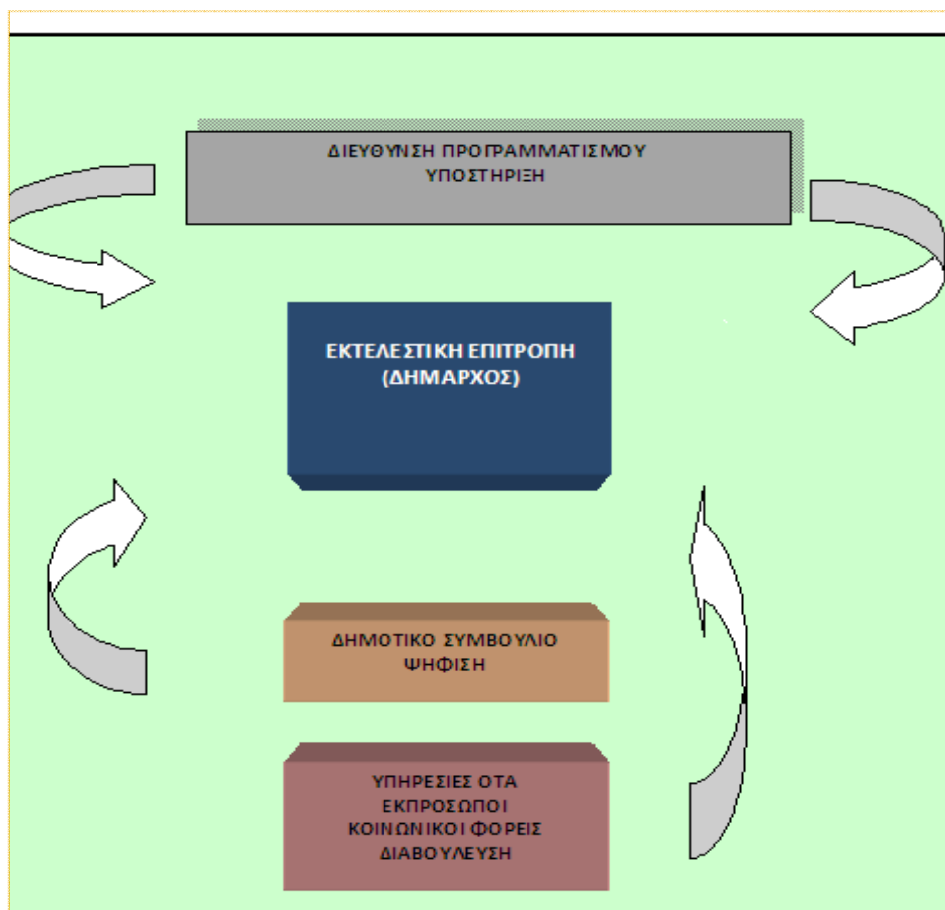 ΔΙΕΥΘΥΝΣΗ ΠΡΟΓΡΑΜΜΑΤΙΣΜΟΥ
ΥΠΟΣΤΗΡΙΞΗ
ΕΚΤΕΛΕΣΤΙΚΗ ΕΠΙΤΡΟΠΗ
(ΔΗΜΑΡΧΟΣ)
ΔΗΜΟΤΙΚΟ ΣΥΜΒΟΥΛΙΟ
ΨΗΦΙΣΗ
ΥΠΗΡΕΣΙΕΣ ΟΤΑ
ΕΚΠΡΟΣΩΠΟΙ
ΚΟΙΝΩΝΙΚΟΙ ΦΟΡΕΙΣ
ΔΙΑΒΟΥΛΕΥΣΗ